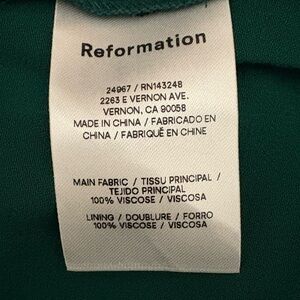 Reformation
24967 / RN143248
2263 E VERNON AVE.
VERNON, CA 90058
MADE IN CHINA / FABRICADO EN
CHINA / FABRIQUÉ EN CHINE
MAIN FABRIC / TISSU PRINCIPAL /
TEJIDO PRINCIPAL
100% VISCOSE / VISCOSA
LINING / DOUBLURE / FORRO
100% VISCOSE / VISCOSA